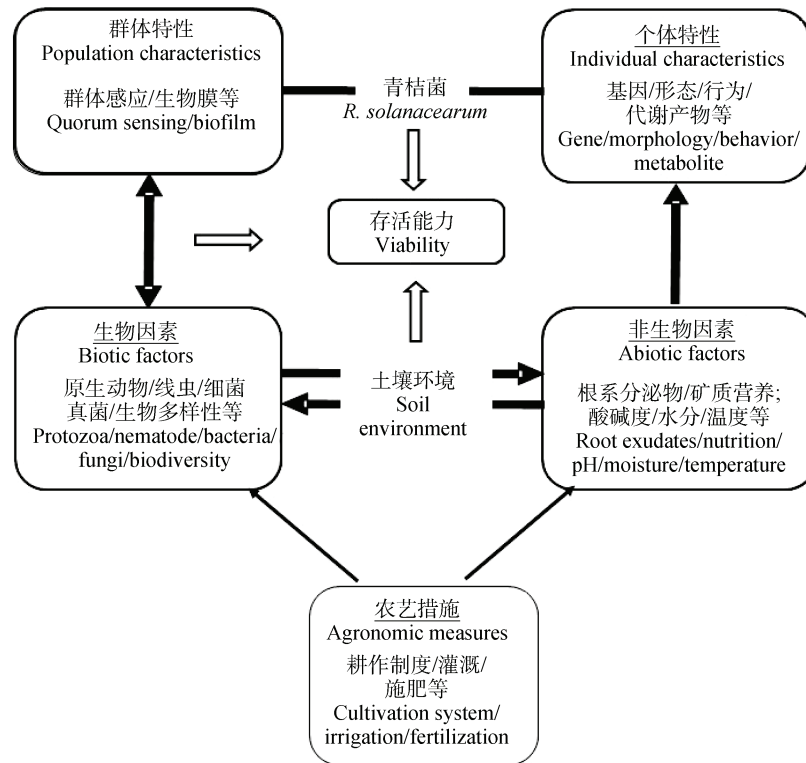 群体特性
Population characteristics
群体感应/生物膜等
Quorum sensing/biofilm
青桔菌
R. solanacearum
个体特性
Individual characteristics
基因/形态/行为/
代谢产物等
Gene/morphology/behavior/
metabolite
存活能力
Viability
生物因素
Biotic factors
原生动物/线虫/细菌
真菌/生物多样性等
Protozoa/nematode/bacteria/
fungi/biodiversity
土壤环境
Soil
environment
非生物因素
Abiotic factors
根系分泌物/矿质营养;
酸碱度/水分/温度等
Root exudates/nutrition/
pH/moisture/temperature
农艺措施
Agronomic measures
耕作制度/灌溉/
施肥等
Cultivation system/
irrigation/fertilization